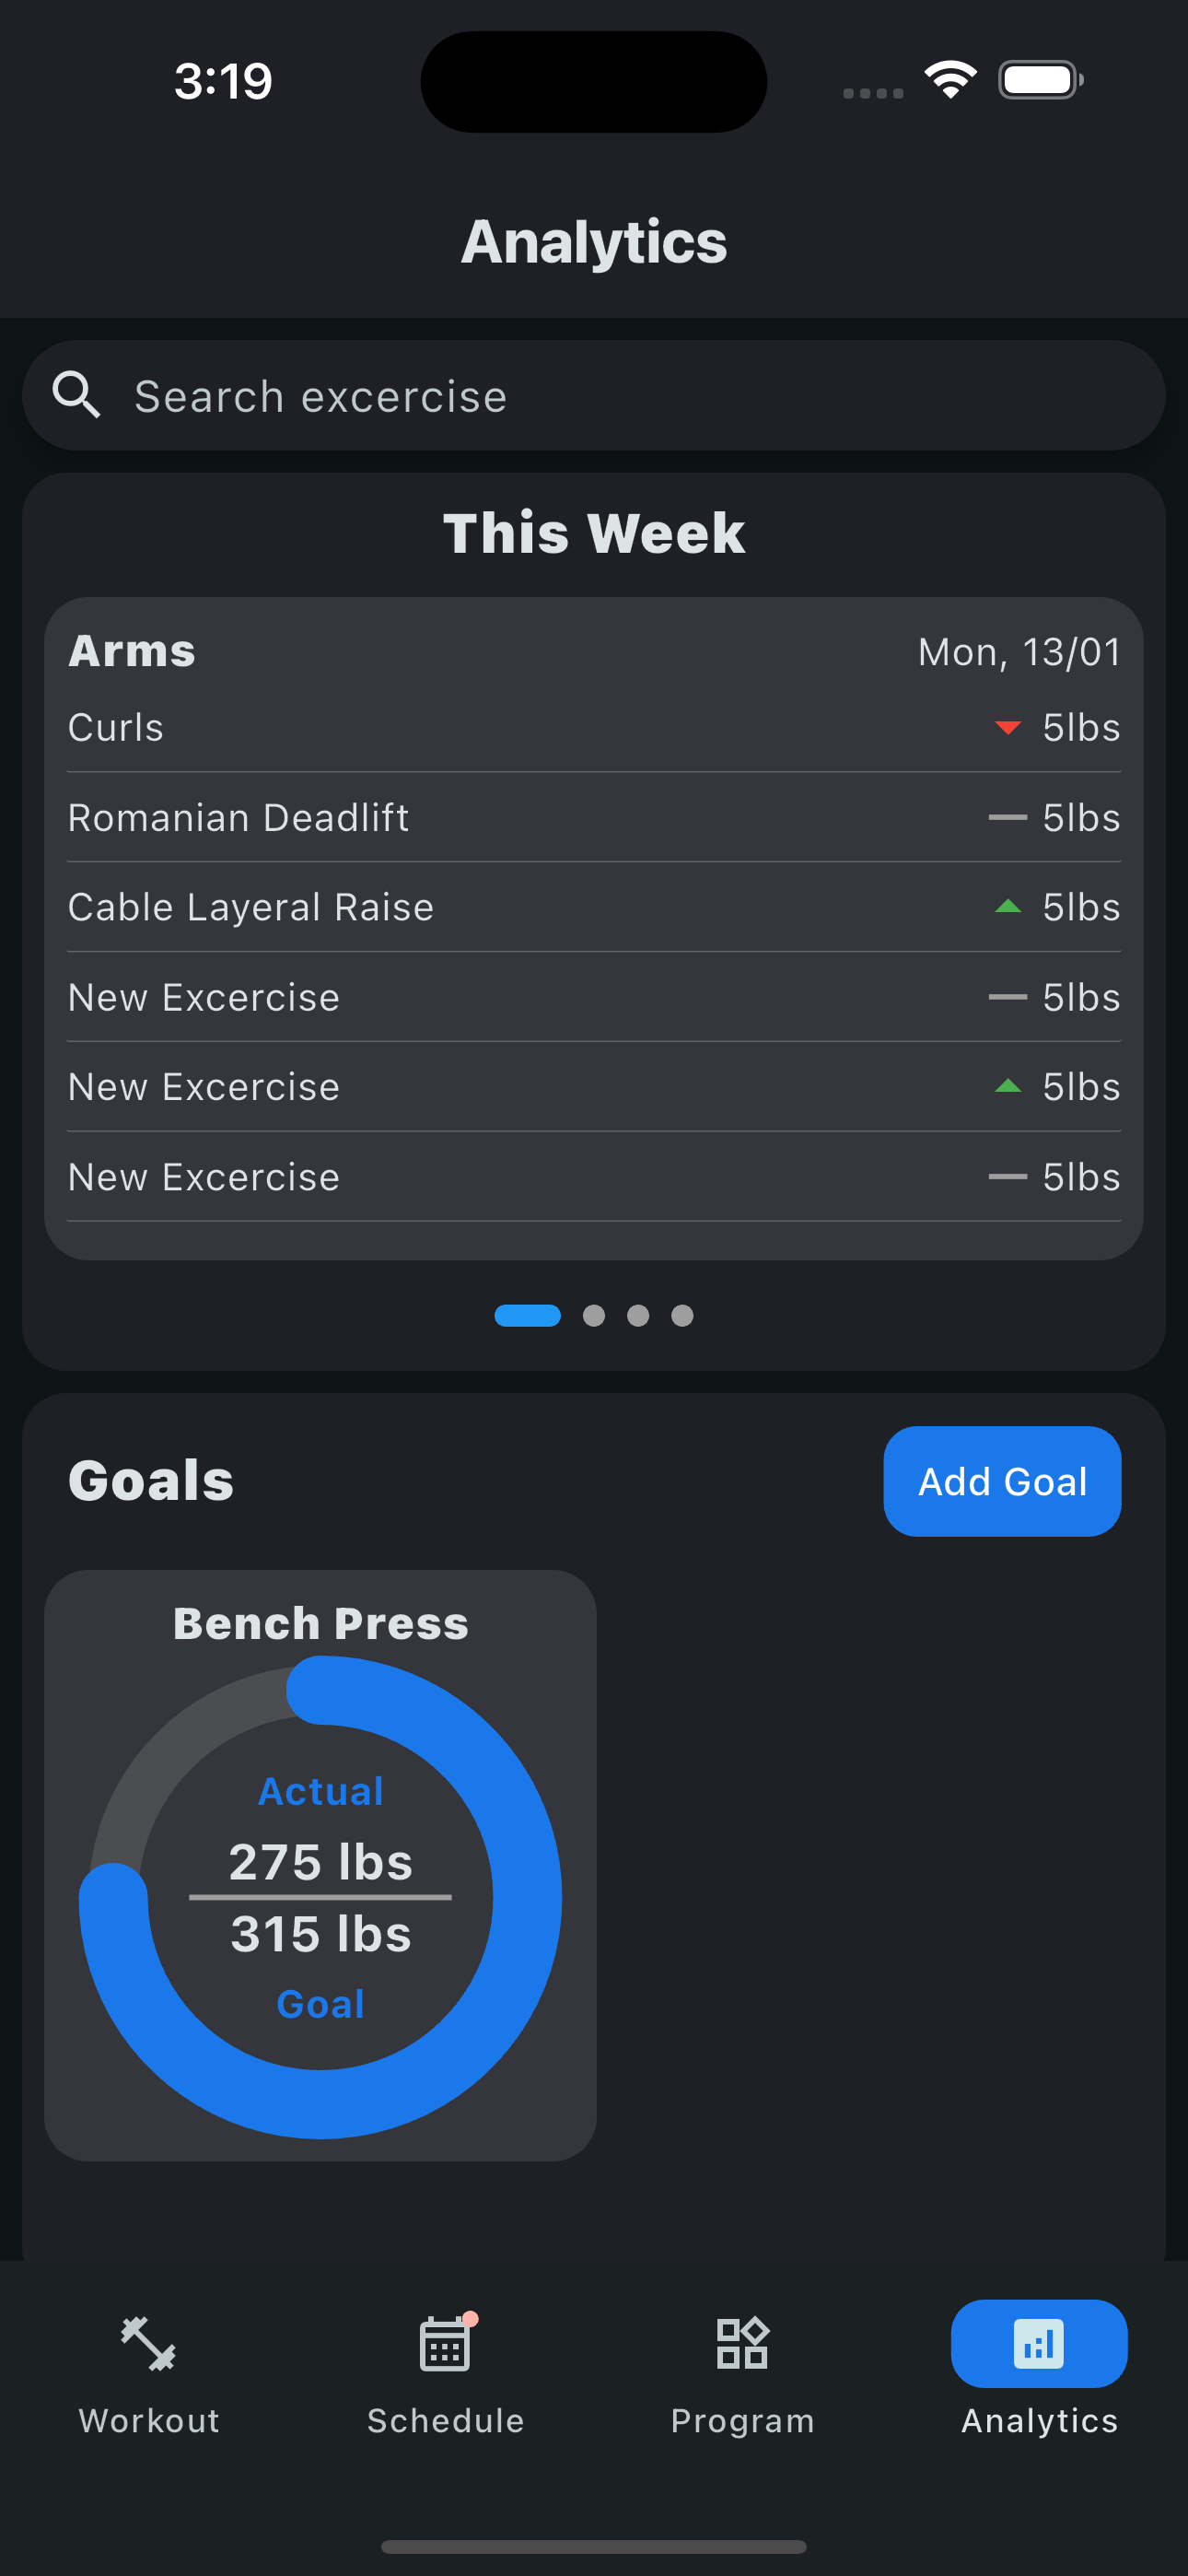 3:19
Analytics
Search excercise
This Week
Arms Mon, 13/01
Curls 5lbs
Romanian Deadlift 5lbs
Cable Layeral Raise 5lbs
New Excercise 5lbs
New Excercise 5lbs
New Excercise 5lbs
Goals Add Goal
Bench Press
Actual
275 lbs
315 lbs
Goal
Workout Schedule Program Analytics